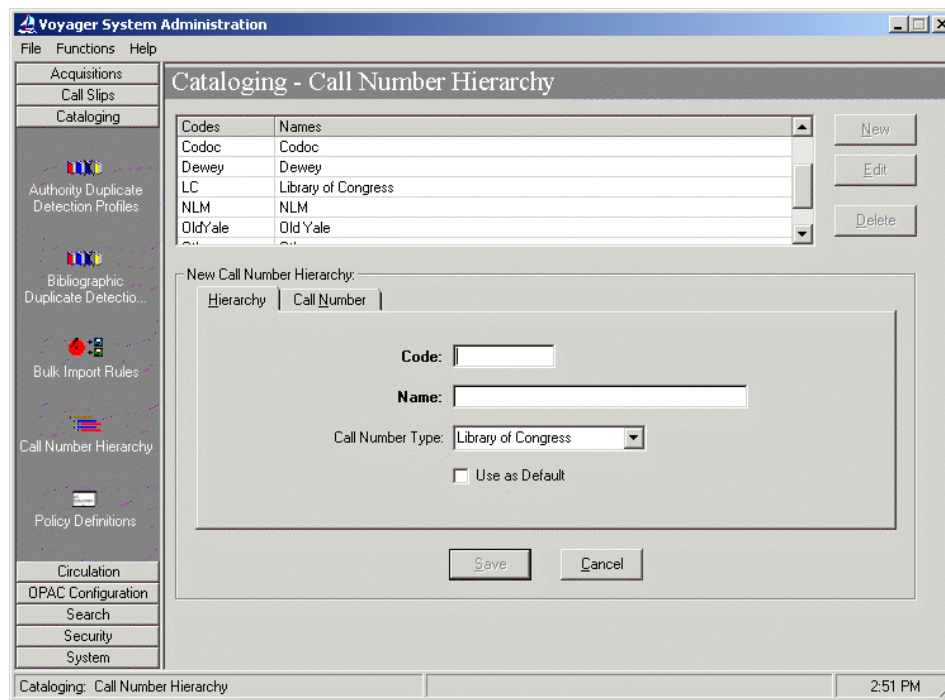 Voyager System Administration
File Functions Help
Acquisitions
Call Slips
Cataloging
Authority Duplicate
Detection Profiles
Bibliographic
Duplicate Detectio...
Bulk Import Rules
Call Number Hierarchy
Policy Definitions
Circulation
OPAC Configuration
Search
Security
System
Cataloging - Call Number Hierarchy
Codes Names
Codoc Codoc
Dewey Dewey
LC Library of Congress
NLM NLM
OldYale Old Yale
New
Edit
Delete
New Call Number Hierarchy:
Hierarchy Call Number
Code:
Name:
Call Number Type: Library of Congress
Use as Default
Save Cancel
Cataloging: Call Number Hierarchy 2:51 PM